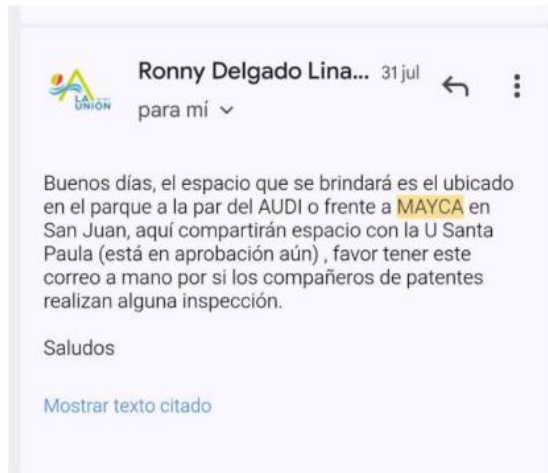 Ronny Delgado Lina... 31 jul
LA
UNIÓN
para mí
Buenos días, el espacio que se brindará es el ubicado
en el parque a la par del AUDI o frente a MAYCA en
San Juan, aquí compartirán espacio con la U Santa
Paula (está en aprobación aún) , favor tener este
correo a mano por si los compañeros de patentes
realizan alguna inspección.
Saludos
Mostrar texto citado